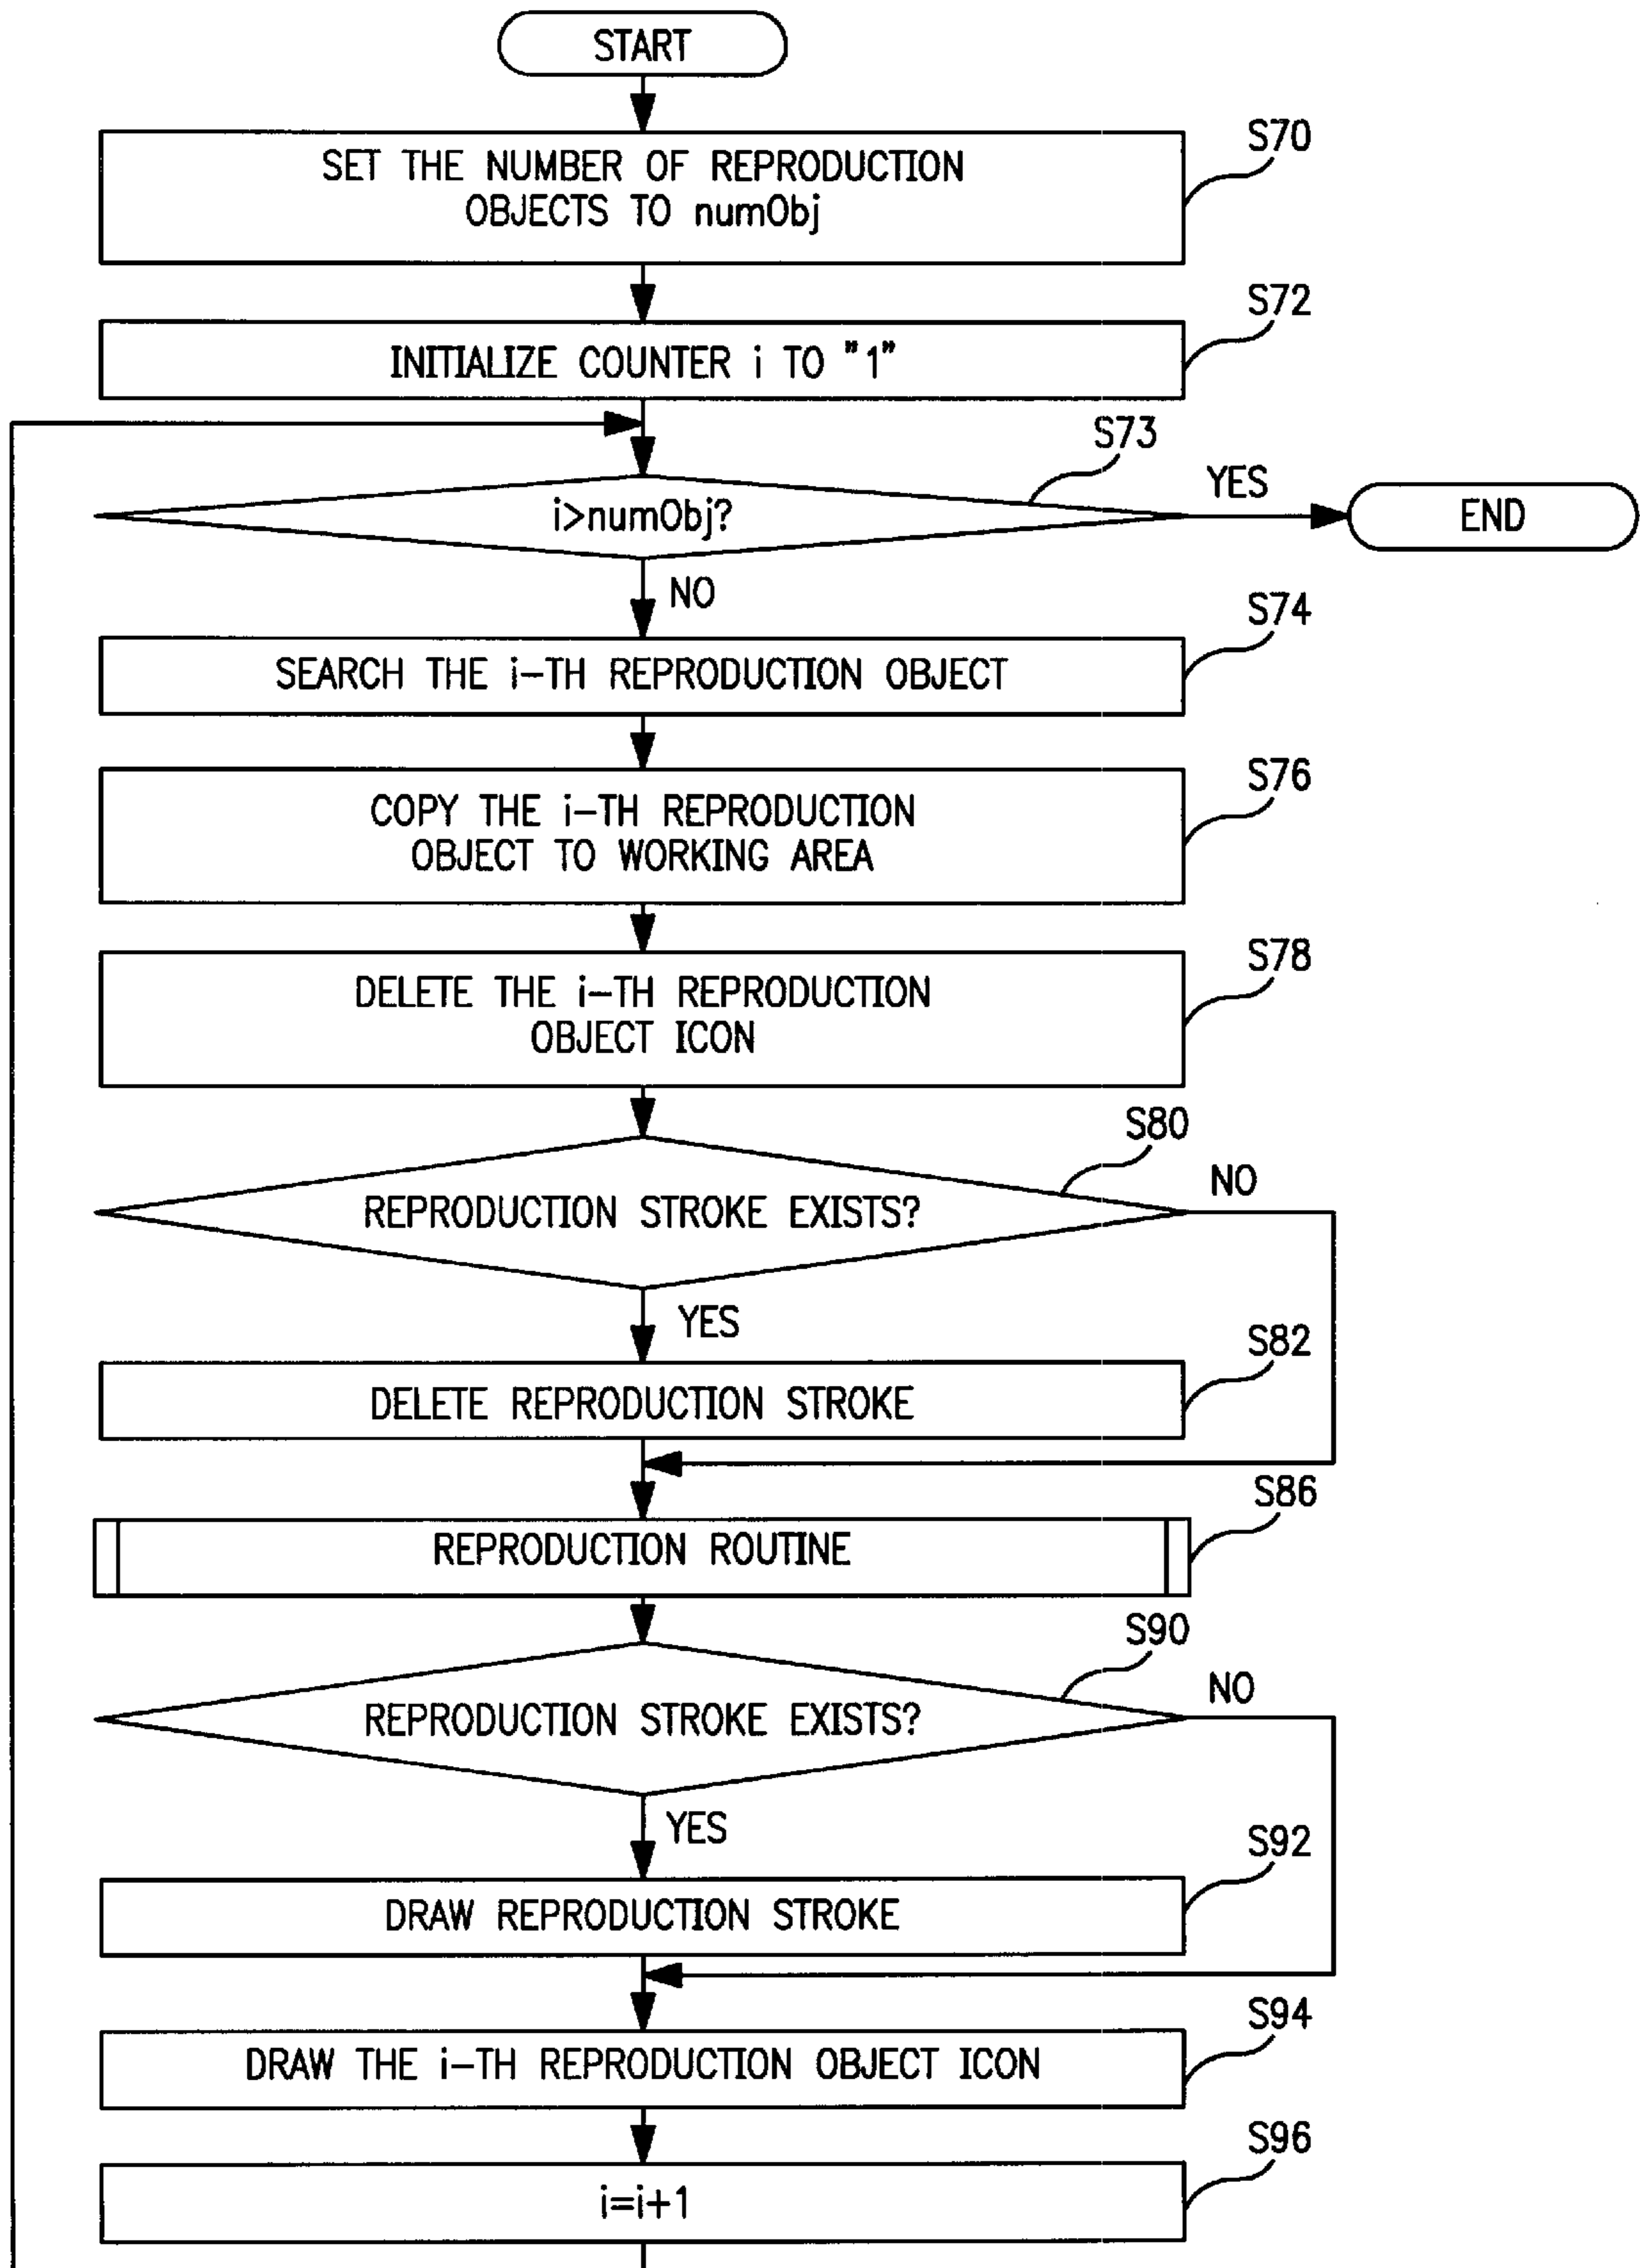 START
S70
SET THE NUMBER OF REPRODUCTION
OBJECTS TO numObj
S72
INITIALIZE COUNTER i TO "1"
S73
i>numObj?
YES
END
NO
S74
SEARCH THE i-TH REPRODUCTION OBJECT
S76
COPY THE i-TH REPRODUCTION
OBJECT TO WORKING AREA
S78
DELETE THE i-TH REPRODUCTION
OBJECT ICON
S80
REPRODUCTION STROKE EXISTS?
NO
YES
S82
DELETE REPRODUCTION STROKE
S86
REPRODUCTION ROUTINE
S90
REPRODUCTION STROKE EXISTS?
NO
YES
S92
DRAW REPRODUCTION STROKE
S94
DRAW THE i-TH REPRODUCTION OBJECT ICON
S96
i=i+1